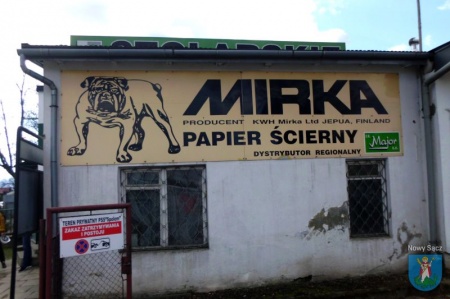 STOLARSKIE
MIRKA
PRODUCENT KWH Mirka Ltd JEPUA, FINLAND
PAPIER ŚCIERNY
DYSTRYBUTOR REGIONALNY
Major
TEREN PRYWATNY
ZAKAZ ZATRZYMYWANIA
I POSTOJU
Nowy Sącz